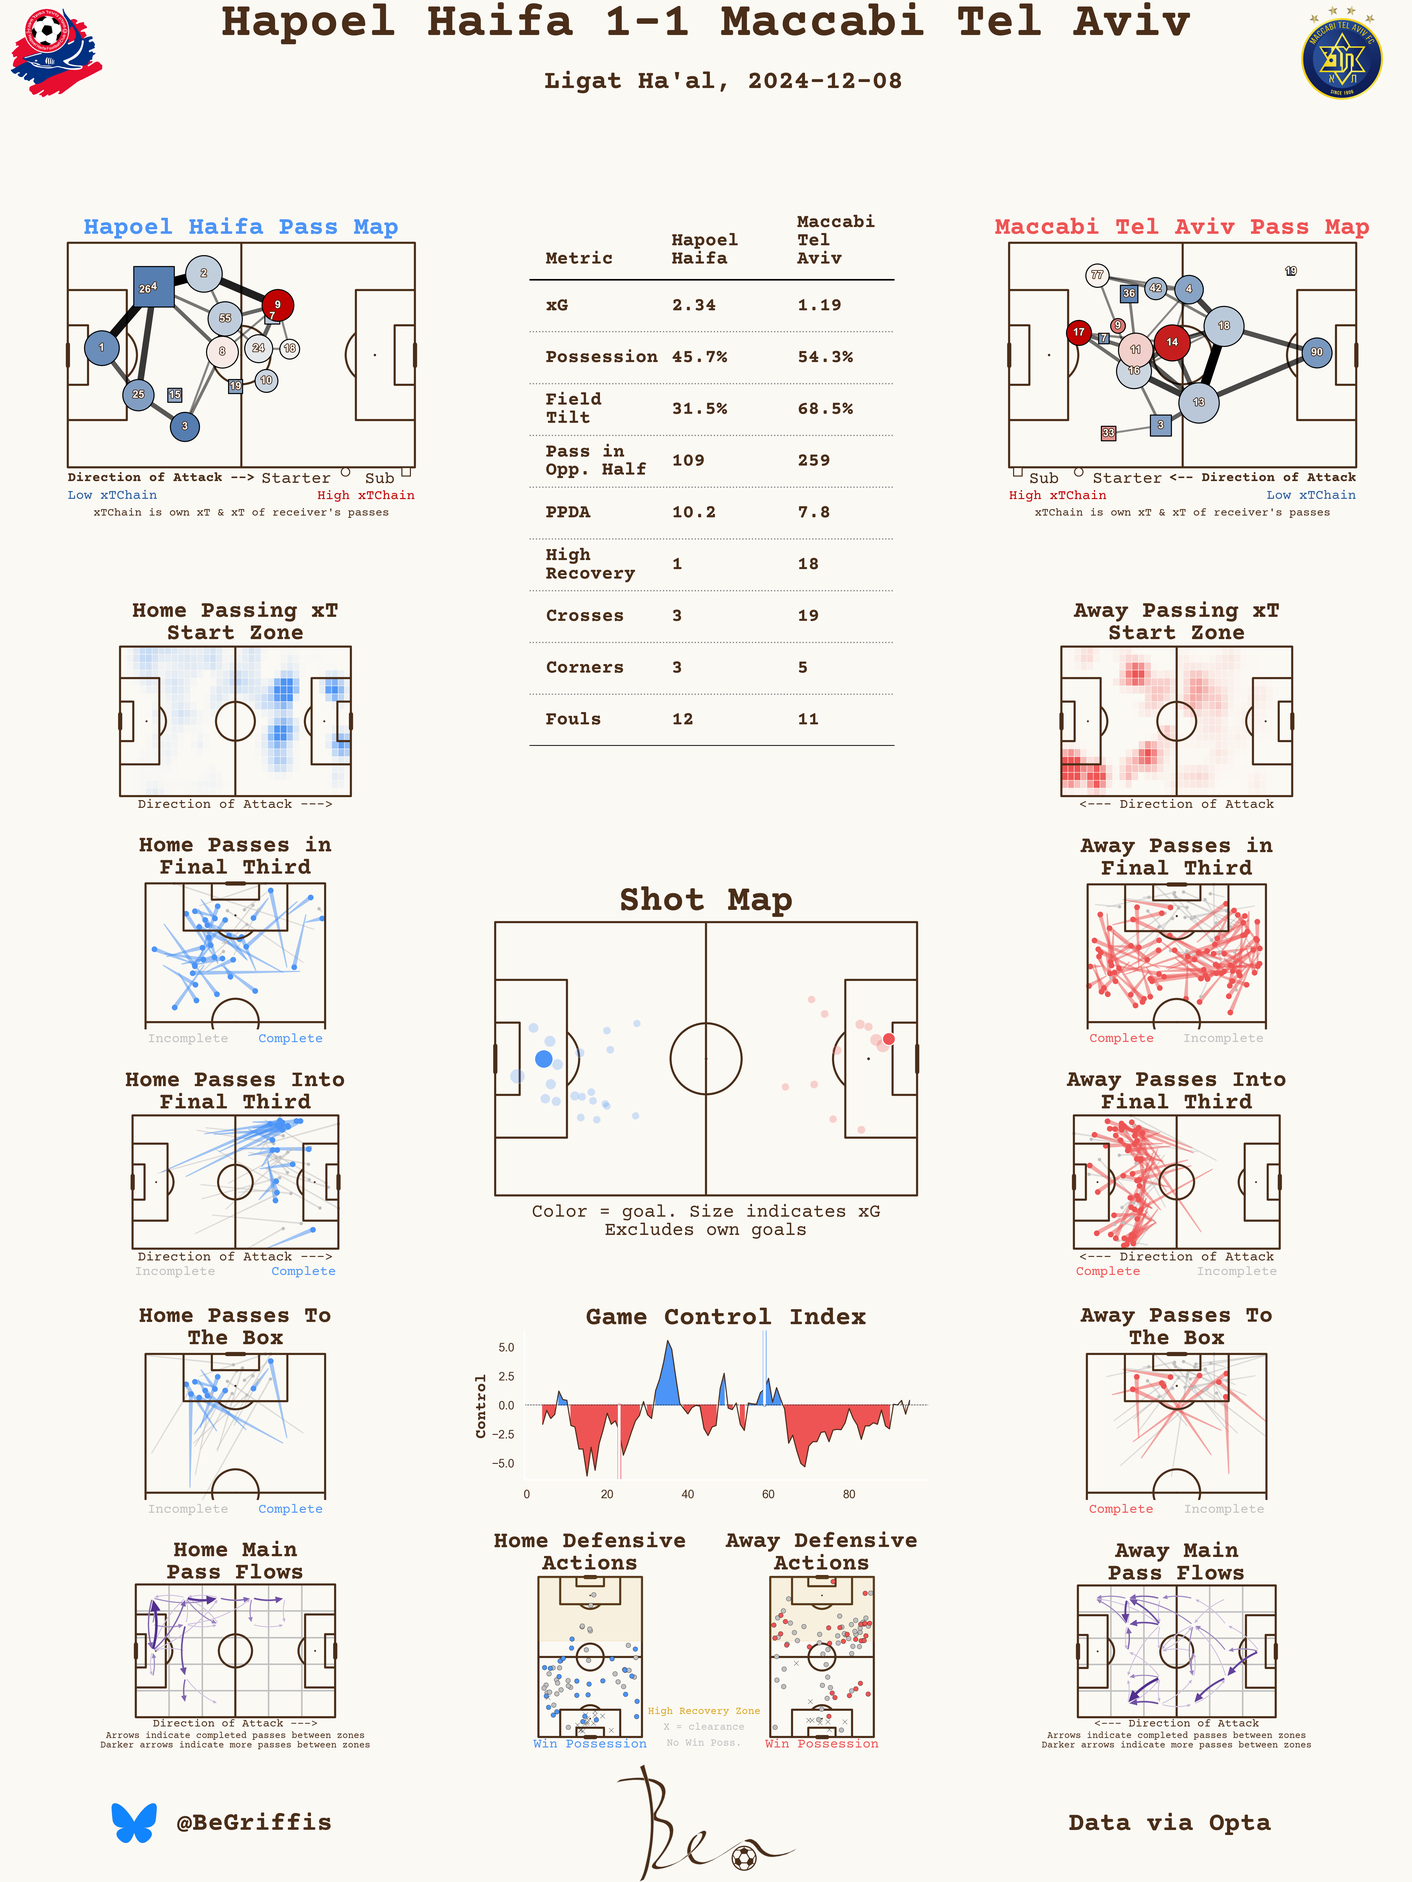 Hapoel Haifa 1-1 Maccabi Tel Aviv
Ligat Ha'al, 2024-12-08
MACCABI TEL AVIV FC
SINCE 1906
Hapoel Haifa Pass Map
26 4
2
9
7
55
1
8
24
18
10
19
25
15
3
Direction of Attack --> Starter Sub
Low xTChain High xTChain
xTChain is own xT & xT of receiver's passes
Metric Hapoel Haifa Maccabi Tel Aviv
xG 2.34 1.19
Possession 45.7% 54.3%
Field Tilt 31.5% 68.5%
Pass in Opp. Half 109 259
PPDA 10.2 7.8
High Recovery 1 18
Crosses 3 19
Corners 3 5
Fouls 12 11
Maccabi Tel Aviv Pass Map
77
19
36
42
4
17
9
7
18
11
14
90
16
13
3
33
Sub Starter <-- Direction of Attack
High xTChain Low xTChain
xTChain is own xT & xT of receiver's passes
Home Passing xT
Start Zone
Direction of Attack --->
Away Passing xT
Start Zone
<--- Direction of Attack
Home Passes in
Final Third
Incomplete Complete
Shot Map
Color = goal. Size indicates xG
Excludes own goals
Away Passes in
Final Third
Complete Incomplete
Home Passes Into
Final Third
Direction of Attack --->
Incomplete Complete
Away Passes Into
Final Third
<--- Direction of Attack
Complete Incomplete
Home Passes To
The Box
Incomplete Complete
Game Control Index
Control
5.0
2.5
0.0
−2.5
−5.0
0 20 40 60 80
Away Passes To
The Box
Complete Incomplete
Home Main
Pass Flows
Direction of Attack --->
Arrows indicate completed passes between zones
Darker arrows indicate more passes between zones
Home Defensive
Actions
Win Possession
Away Defensive
Actions
Win Possession
High Recovery Zone
X = clearance
No Win Poss.
Away Main
Pass Flows
<--- Direction of Attack
Arrows indicate completed passes between zones
Darker arrows indicate more passes between zones
@BeGriffis
Ben
Data via Opta